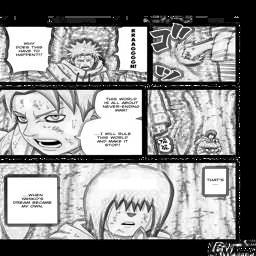 WHY
DOES THIS
HAVE TO
HAPPEN?!
KRAAGGGGH!
THIS WORLD
IS ALL ABOUT
NEVER-ENDING
WAR!
...I WILL RULE
THIS WORLD
AND MAKE IT
STOP!
THAT'S...
WHEN
YAHIKO'S
DREAM BECAME
MY OWN.